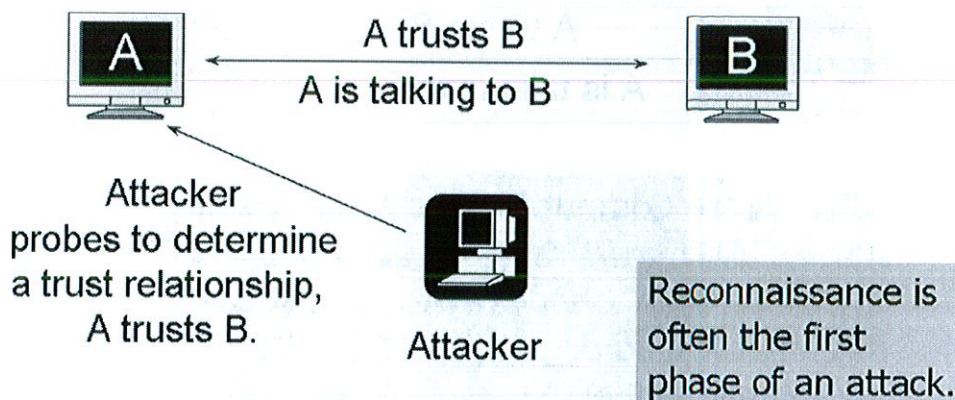 A
A trusts B
B
A is talking to B
Attacker
probes to determine
a trust relationship,
A trusts B.
Attacker
Reconnaissance is
often the first
phase of an attack.